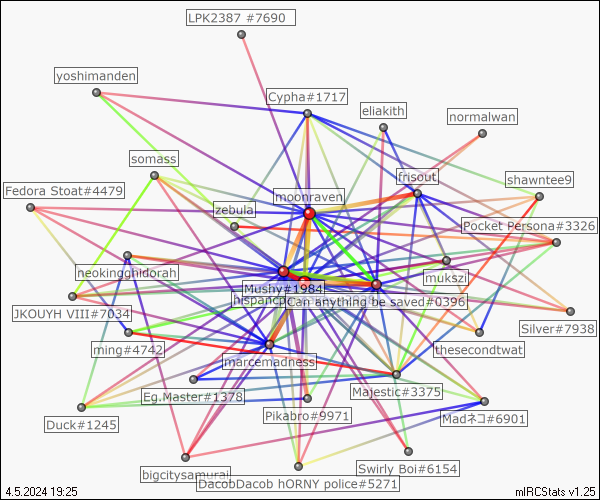 LPK2387 #7690
yoshimanden
Cypha#1717
eliakith
normalwan
somass
frisout
shawntee9
Fedora Stoat#4479
moonraven
zebula
Pocket Persona#3326
neokingghidorah
mukszi
Mushy#1984
hispancp
Can anything be saved#0396
JKOUYH VIII#7034
Silver#7938
ming#4742
thesecondtwat
marcemadness
Eg.Master#1378
Majestic#3375
Pikabro#9971
Madネコ#6901
Duck#1245
bigcitysamurai
Swirly Boi#6154
DacobDacob hORNY police#5271
4.5.2024 19:25
mIRCStats v1.25